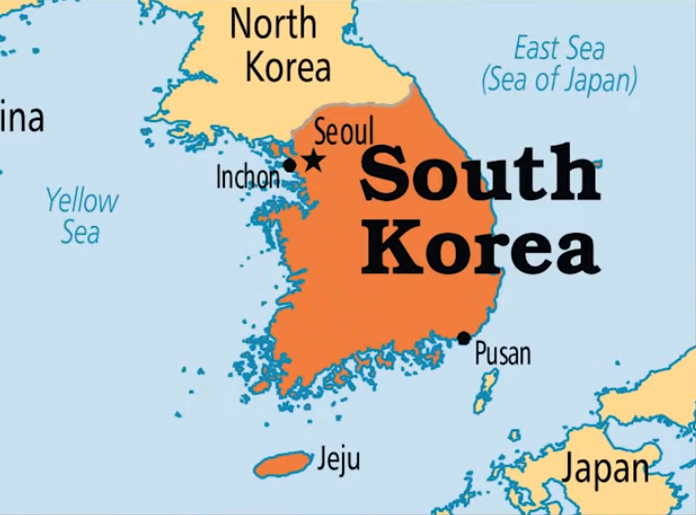 North
Korea
East Sea
(Sea of Japan)
ina
Seoul
South
Korea
Inchon
Yellow
Sea
Pusan
Jeju
Japan